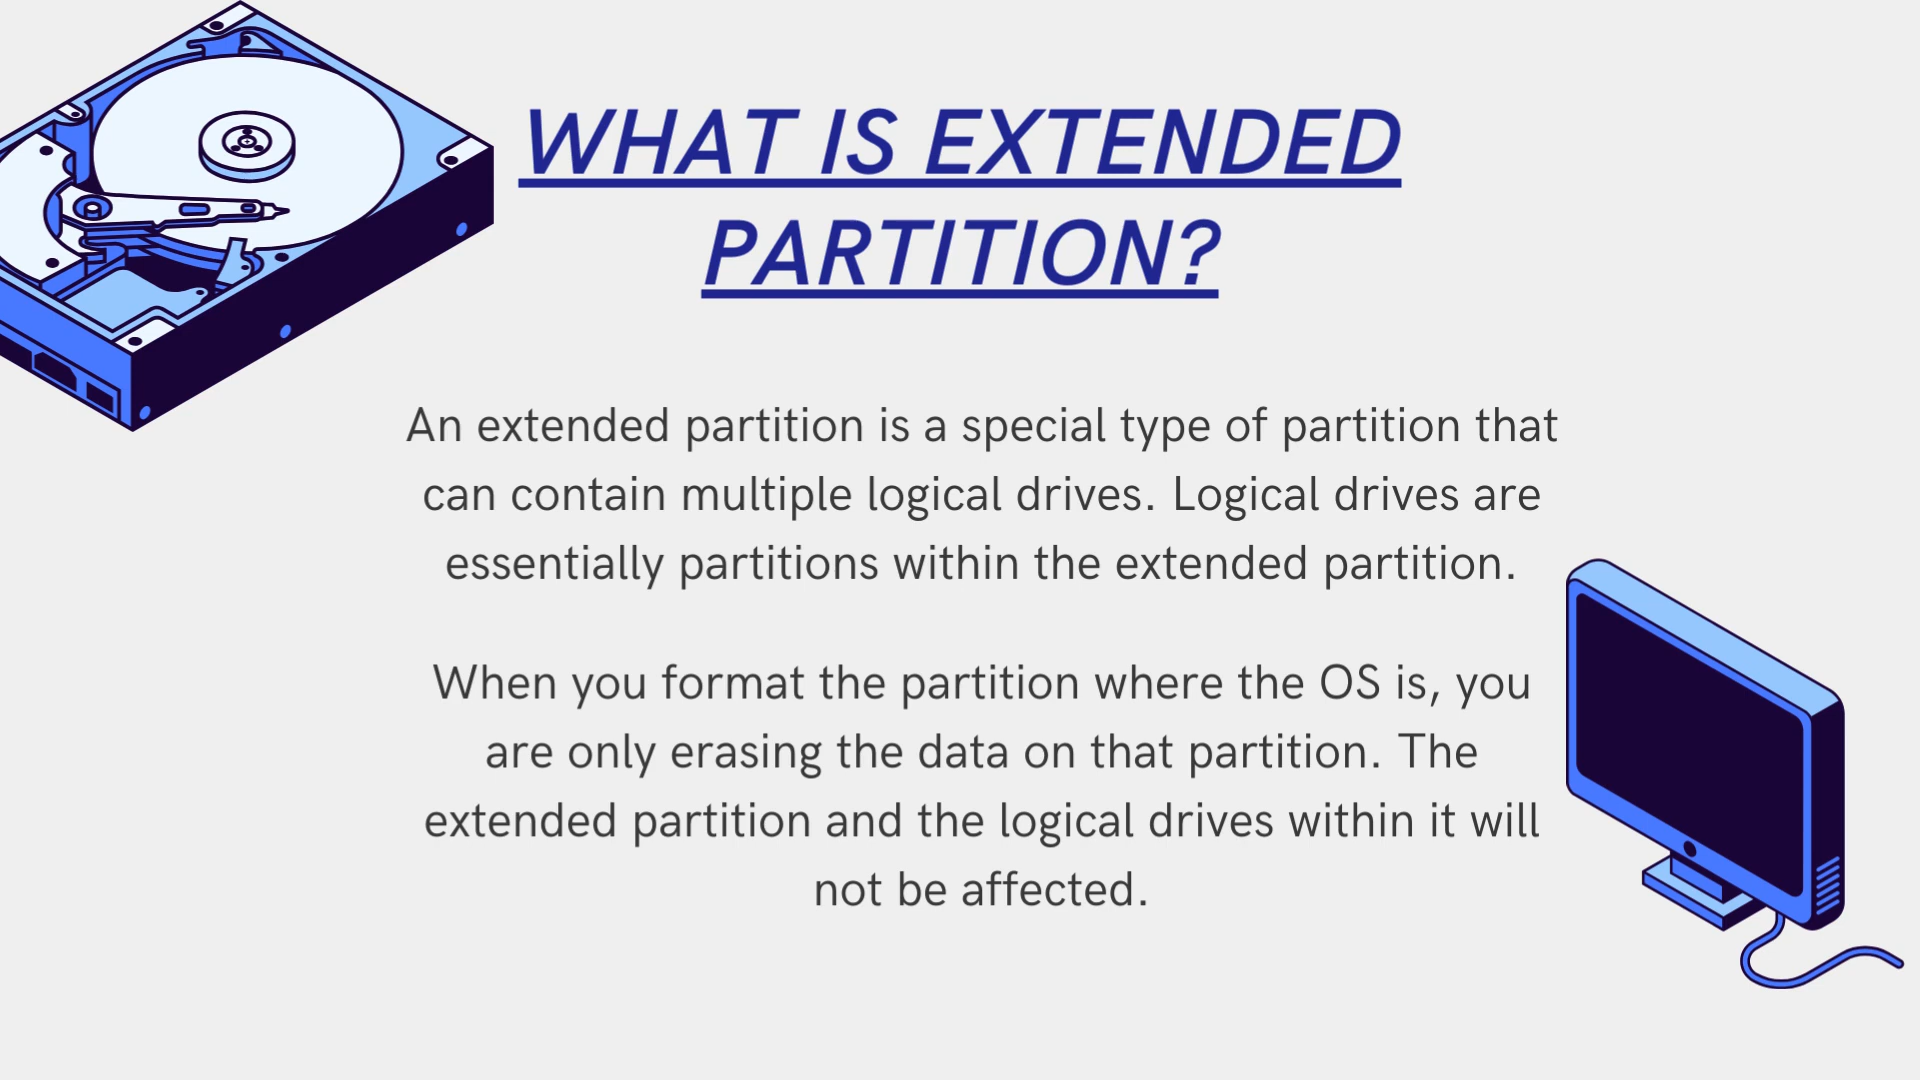 WHAT IS EXTENDED
PARTITION?
An extended partition is a special type of partition that
can contain multiple logical drives. Logical drives are
essentially partitions within the extended partition.
When you format the partition where the OS is, you
are only erasing the data on that partition. The
extended partition and the logical drives within it will
not be affected.